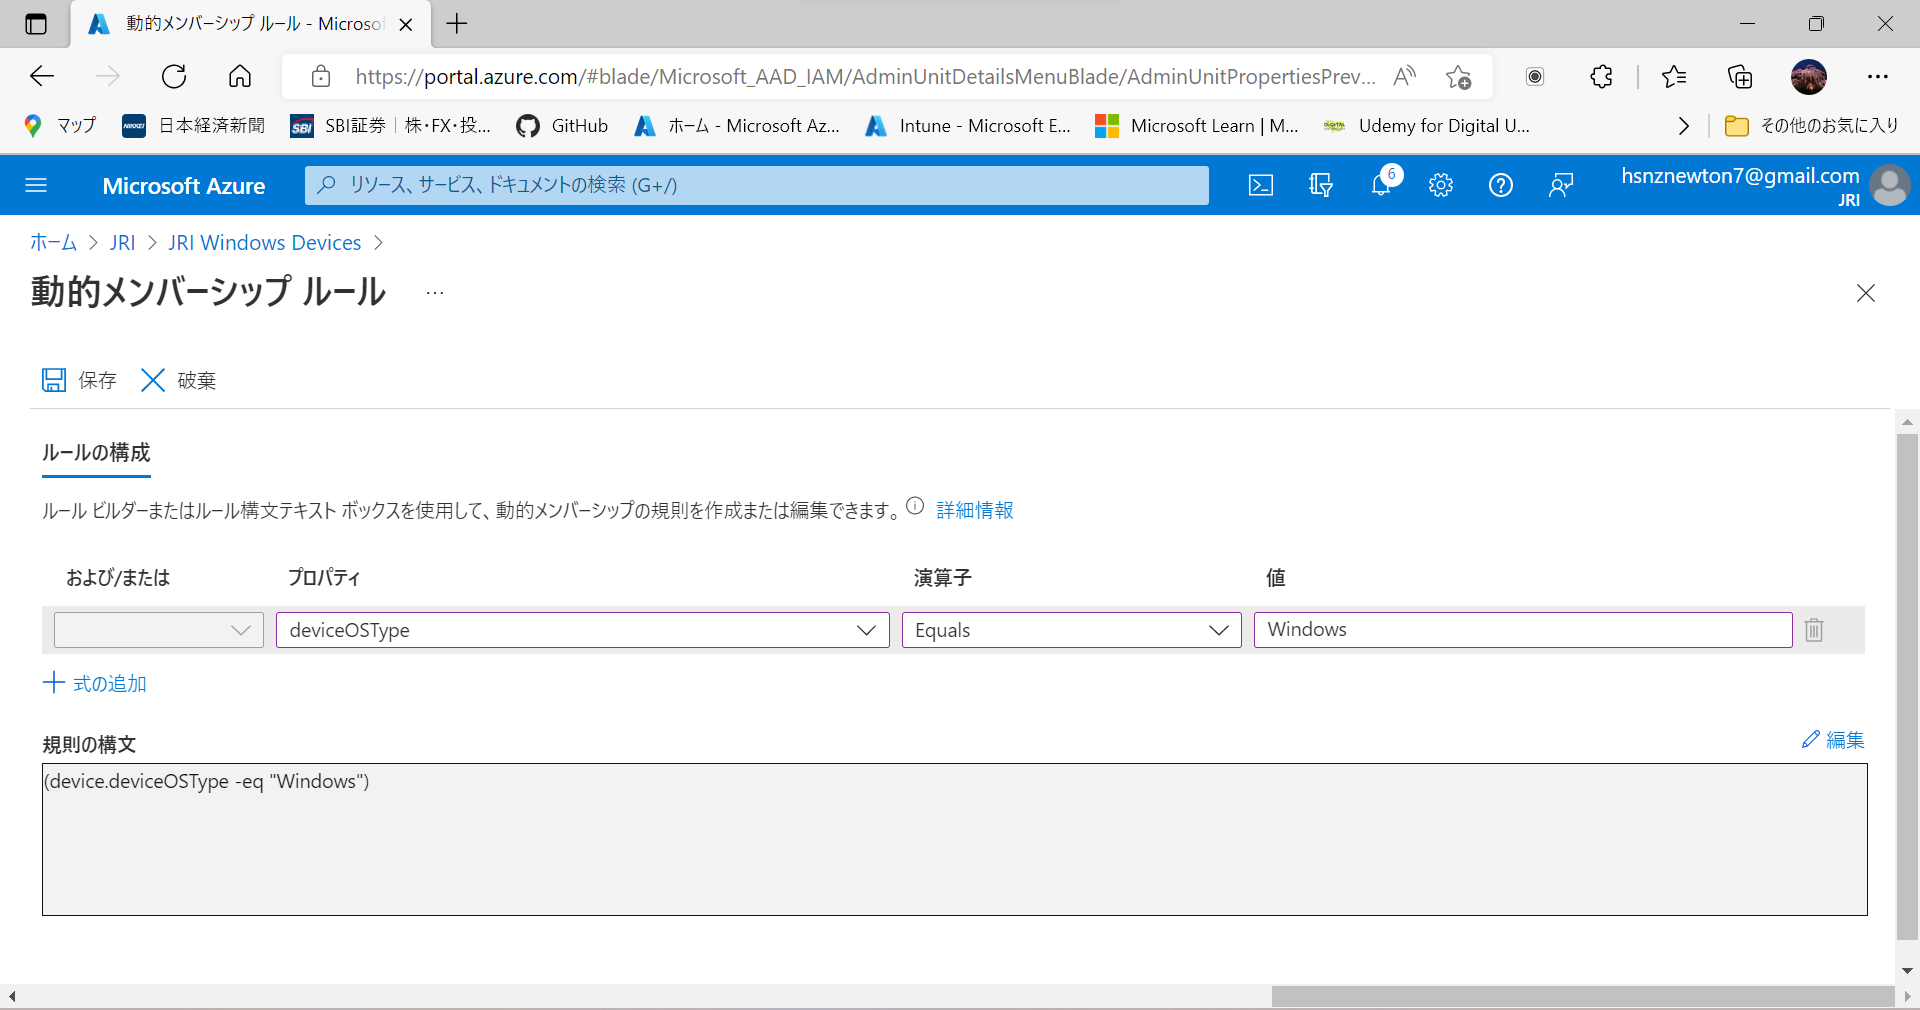 動的メンバーシップ ルール - Microso
https://portal.azure.com/#blade/Microsoft_AAD_IAM/AdminUnitDetailsMenuBlade/AdminUnitPropertiesPrev...
マップ
NIKKEI 日本経済新聞
SBI SBI証券｜株・FX・投...
GitHub
ホーム - Microsoft Az...
Intune - Microsoft E...
Microsoft Learn | M...
Udemy for Digital U...
その他のお気に入り
Microsoft Azure
リソース、サービス、ドキュメントの検索 (G+/)
6
hsnznewton7@gmail.com
JRI
ホーム > JRI > JRI Windows Devices >
動的メンバーシップ ルール ...
保存 破棄
ルールの構成
ルール ビルダーまたはルール構文テキスト ボックスを使用して、動的メンバーシップの規則を作成または編集できます。 詳細情報
および/または プロパティ 演算子 値
deviceOSType Equals Windows
+ 式の追加
規則の構文 編集
(device.deviceOSType -eq "Windows")